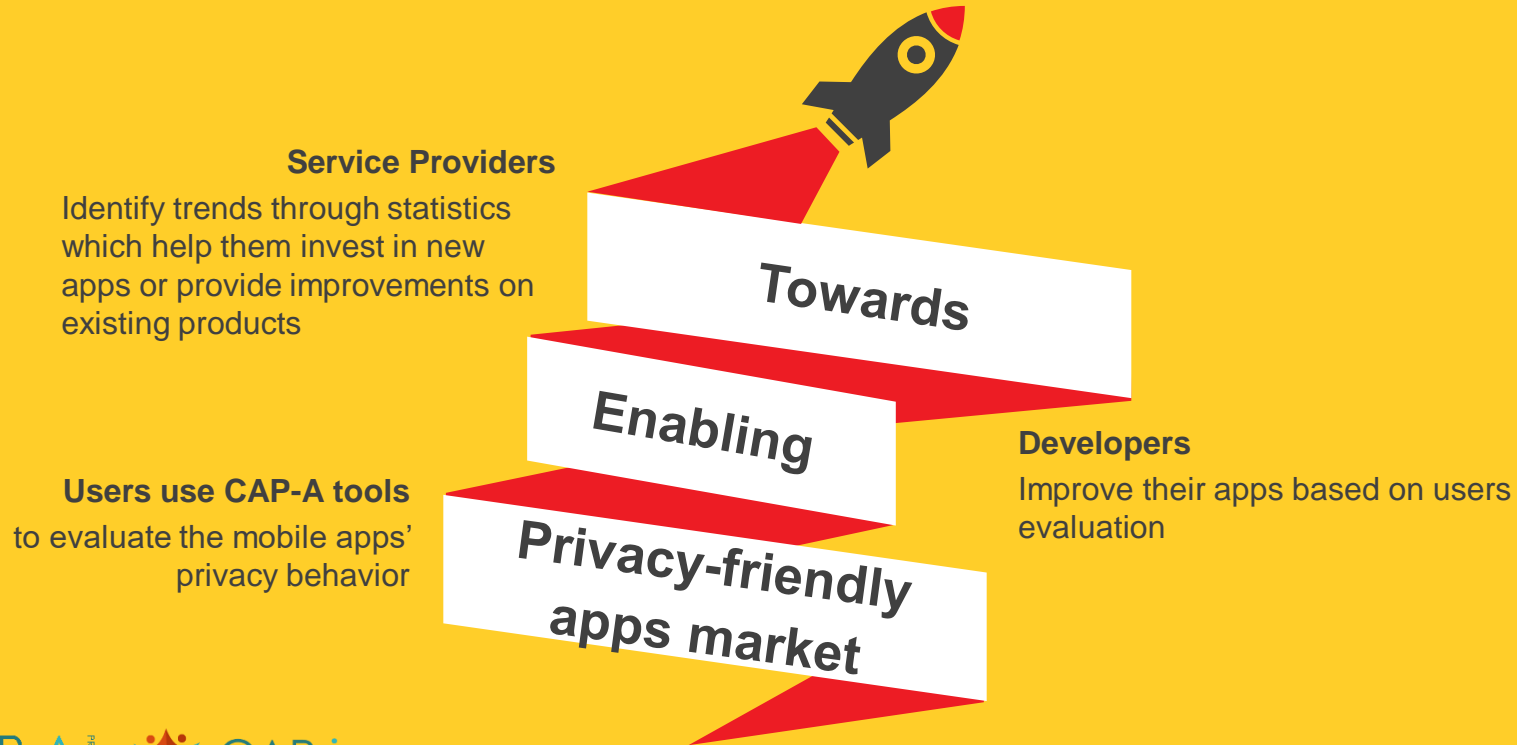 Service Providers
Identify trends through statistics
which help them invest in new
apps or provide improvements on
existing products
Towards
Enabling
Developers
Improve their apps based on users
evaluation
Users use CAP-A tools
to evaluate the mobile apps’
privacy behavior
Privacy-friendly
apps market